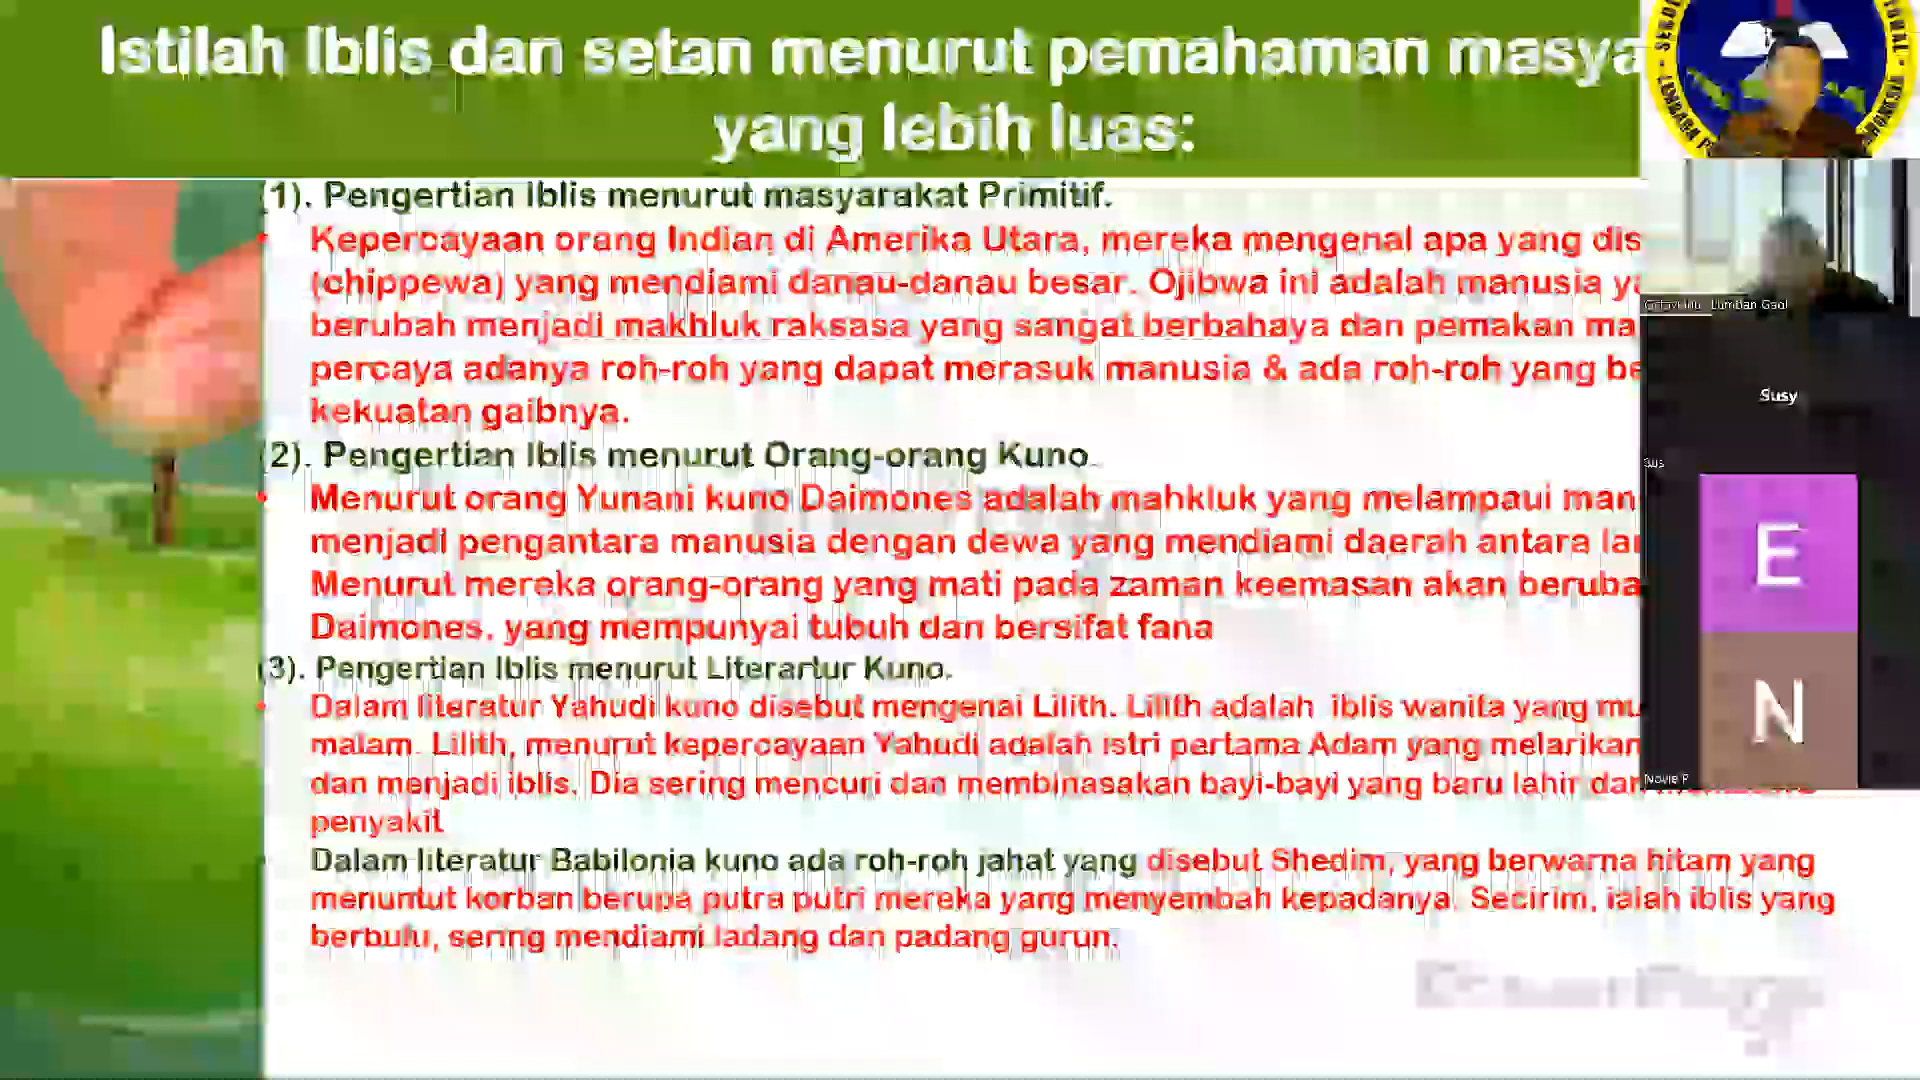 Istilah Iblis dan setan menurut pemahaman masya
yang lebih luas:
(1). Pengertian Iblis menurut masyarakat Primitif.
Kepercayaan orang Indian di Amerika Utara, mereka mengenal apa yang dis
(chippewa) yang mendiami danau-danau besar. Ojibwa ini adalah manusia ya
berubah menjadi makhluk raksasa yang sangat berbahaya dan pemakan ma
percaya adanya roh-roh yang dapat merasuk manusia & ada roh-roh yang be
kekuatan gaibnya.
(2). Pengertian Iblis menurut Orang-orang Kuno.
• Menurut orang Yunani kuno Daimones adalah mahkluk yang melampaui man
menjadi pengantara manusia dengan dewa yang mendiami daerah antara lan
Menurut mereka orang-orang yang mati pada zaman keemasan akan beruba
Daimones, yang mempunyai tubuh dan bersifat fana
(3). Pengertian Iblis menurut Literartur Kuno.
• Dalam literatur Yahudi kuno disebut mengenai Lilith. Lilith adalah iblis wanita yang mu
malam. Lilith, menurut kepercayaan Yahudi adalah istri pertama Adam yang melarikan
dan menjadi iblis. Dia sering mencuri dan membinasakan bayi-bayi yang baru lahir dan
penyakit
Dalam literatur Babilonia kuno ada roh-roh jahat yang disebut Shedim, yang berwarna hitam yang
menuntut korban berupa putra putri mereka yang menyembah kepadanya. Secirim, ialah iblis yang
berbulu, sering mendiami ladang dan padang gurun.
Lumban Gaol
Susy
Sus
E
N
Novie P